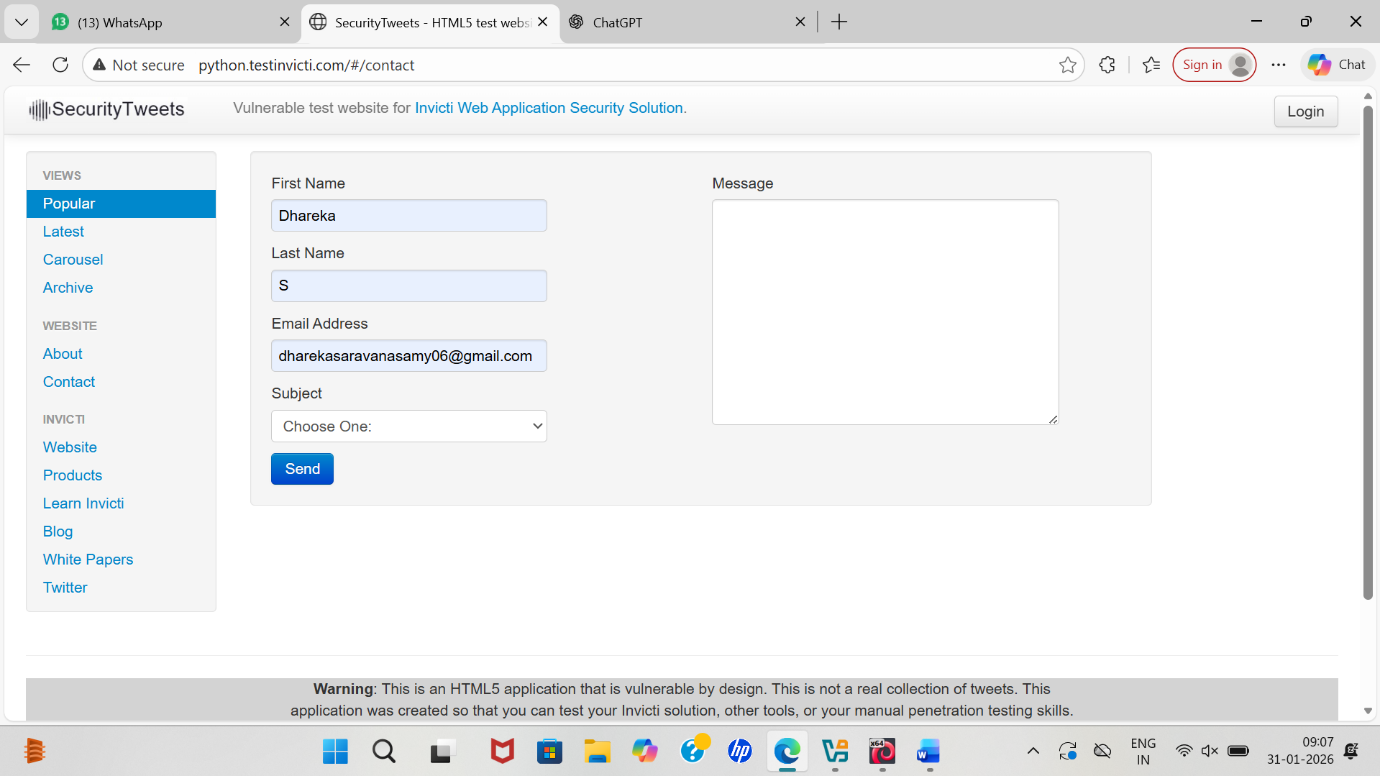 13 (13) WhatsApp
SecurityTweets - HTML5 test websi
ChatGPT
Not secure python.testinvicti.com/#/contact
Sign in
Chat
SecurityTweets
Vulnerable test website for Invicti Web Application Security Solution.
Login
VIEWS
Popular
Latest
Carousel
Archive
WEBSITE
About
Contact
INVICTI
Website
Products
Learn Invicti
Blog
White Papers
Twitter
First Name
Dhareka
Last Name
S
Email Address
dharekasaravanasamy06@gmail.com
Subject
Choose One:
Send
Message
Warning: This is an HTML5 application that is vulnerable by design. This is not a real collection of tweets. This
application was created so that you can test your Invicti solution, other tools, or your manual penetration testing skills.
hp
X64
W
ENG
IN
09:07
31-01-2026